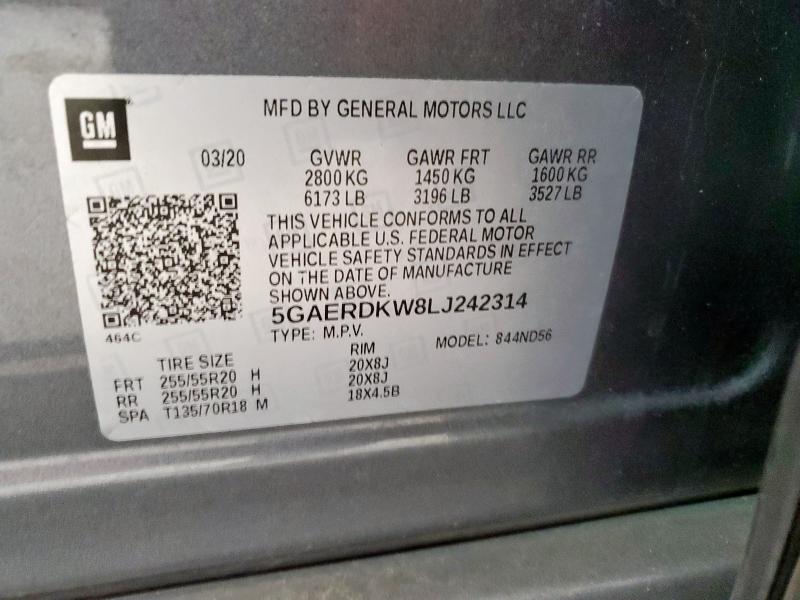 GM
MFD BY GENERAL MOTORS LLC
03/20 GVWR GAWR FRT GAWR RR
2800 KG 1450 KG 1600 KG
6173 LB 3196 LB 3527 LB
THIS VEHICLE CONFORMS TO ALL
APPLICABLE U.S. FEDERAL MOTOR
VEHICLE SAFETY STANDARDS IN EFFECT
ON THE DATE OF MANUFACTURE
SHOWN ABOVE.
5GAERDKW8LJ242314
464C
TYPE: M.P.V. MODEL: 844ND56
TIRE SIZE RIM
FRT 255/55R20 H 20X8J
RR 255/55R20 H 20X8J
SPA T135/70R18 M 18X4.5B